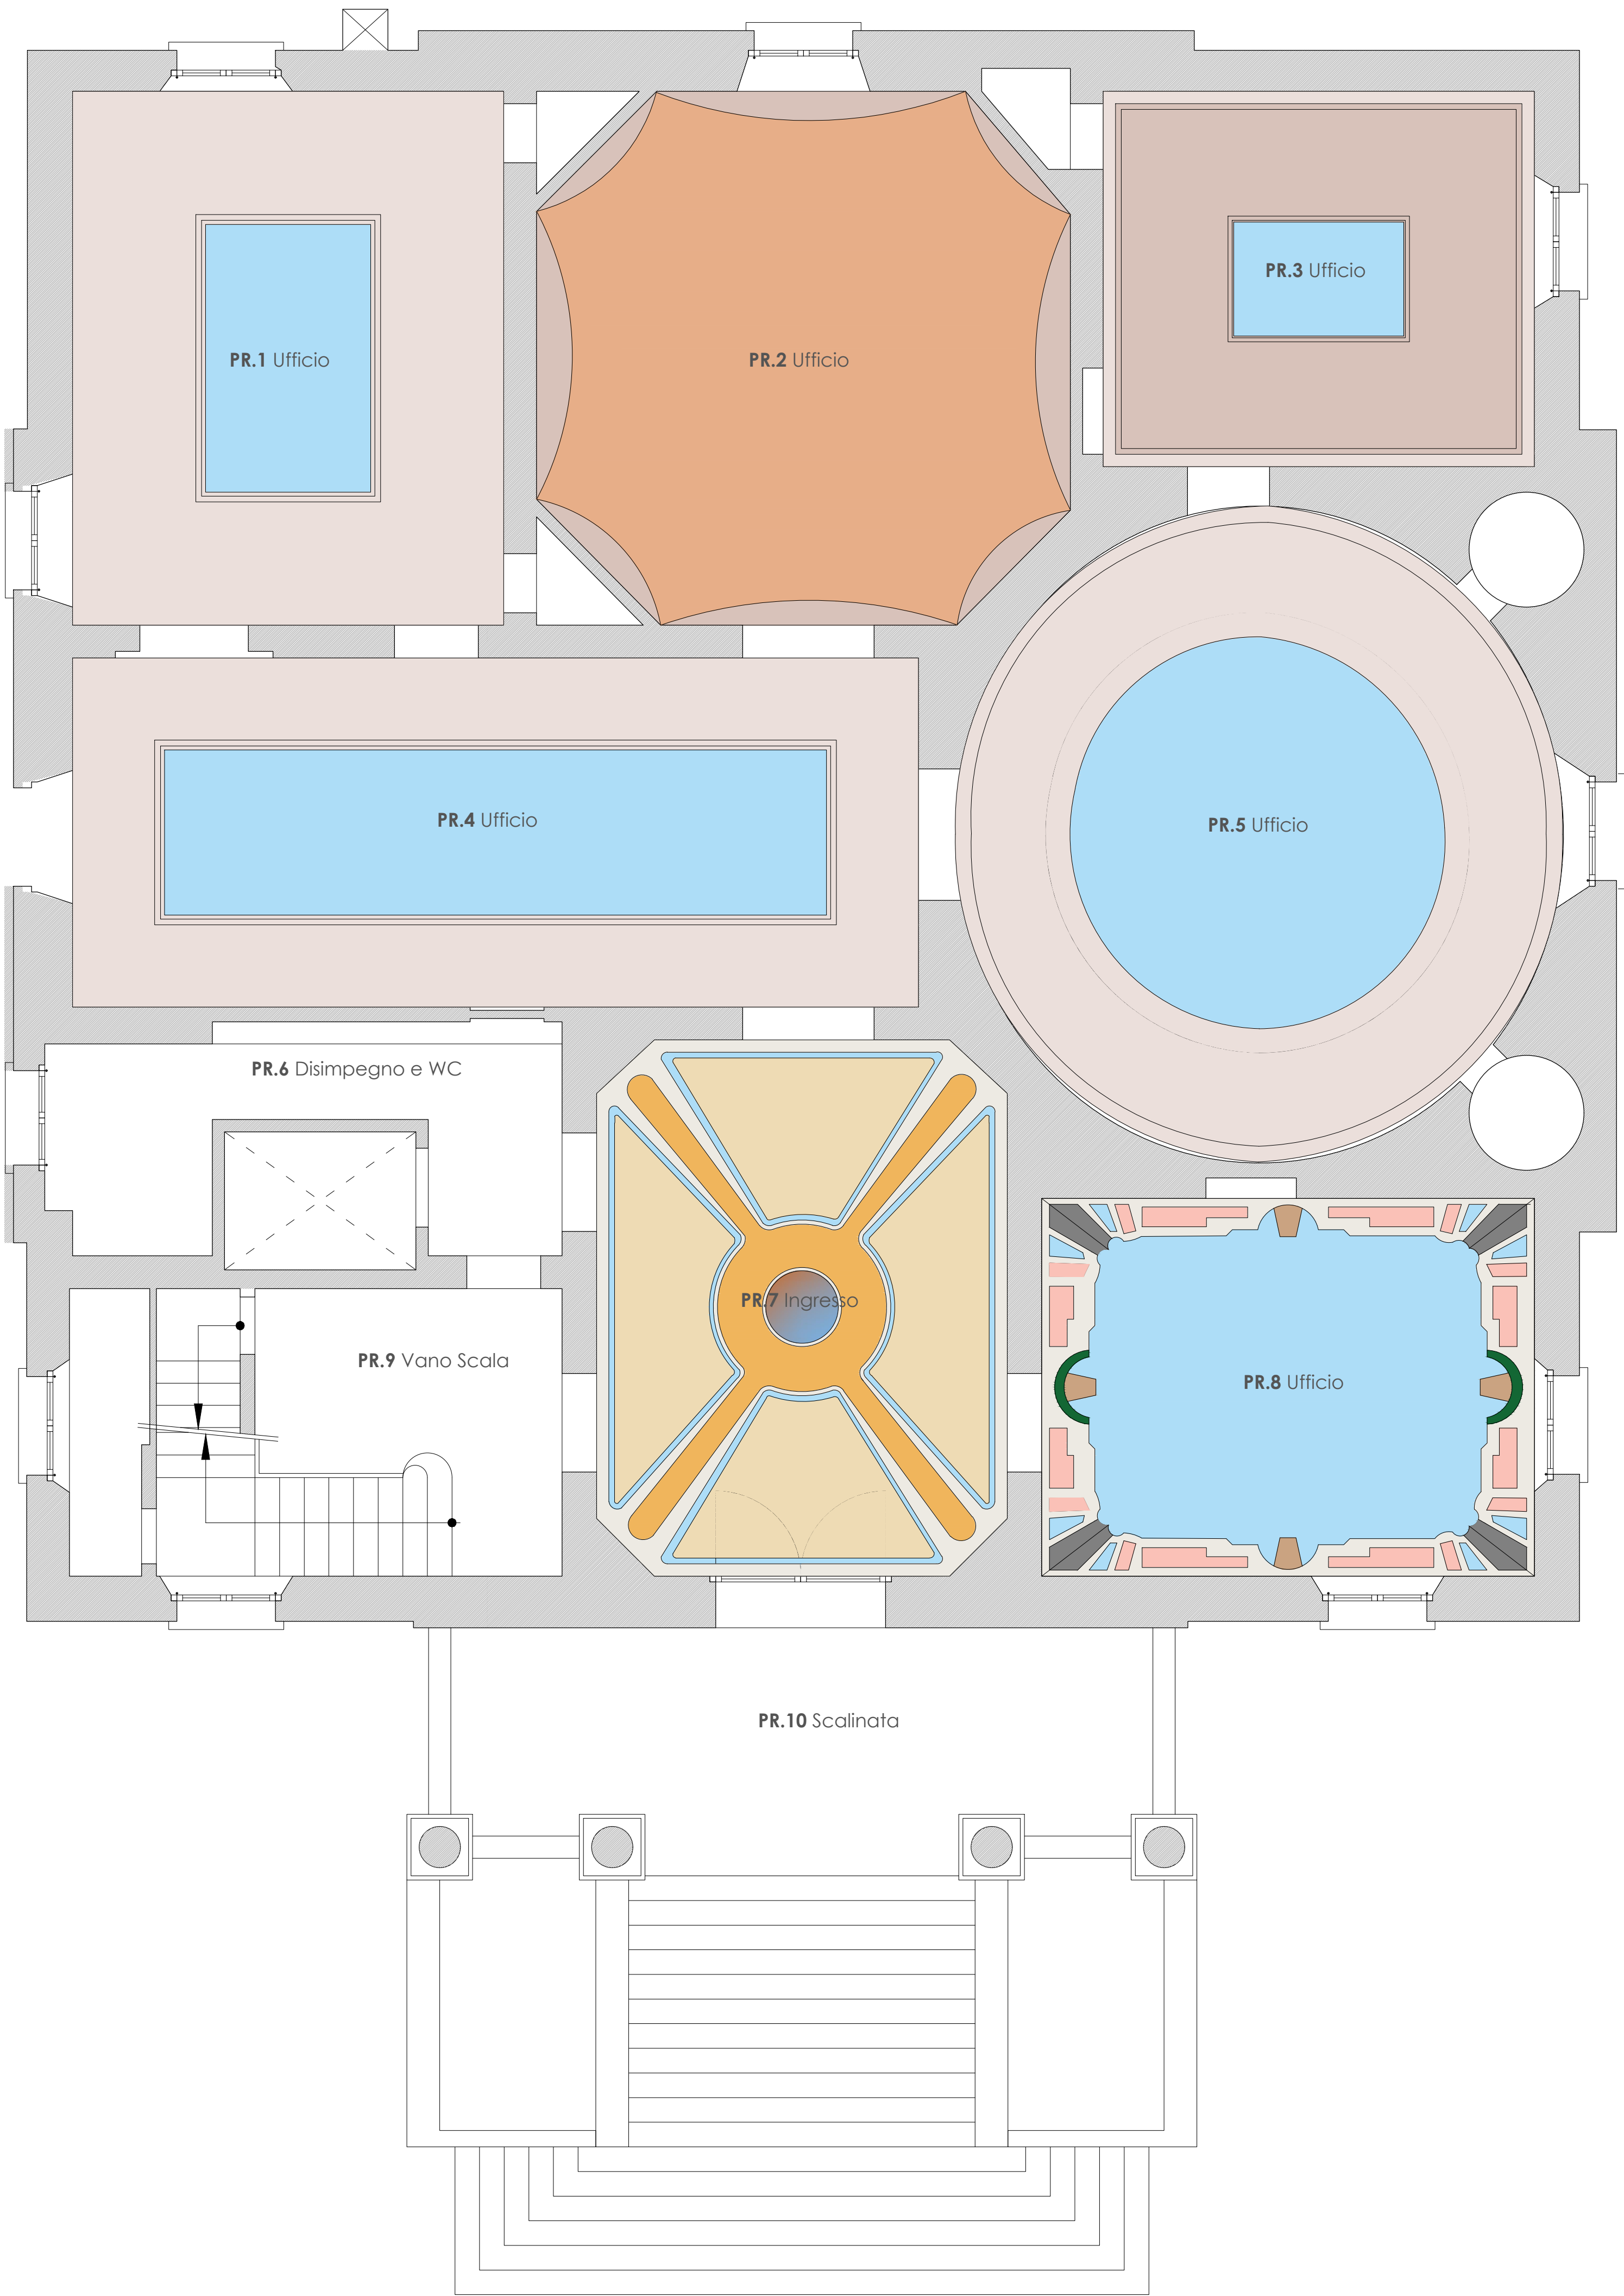 PR.1 Ufficio
PR.2 Ufficio
PR.3 Ufficio
PR.4 Ufficio
PR.5 Ufficio
PR.6 Disimpegno e WC
PR.7 Ingresso
PR.8 Ufficio
PR.9 Vano Scala
PR.10 Scalinata